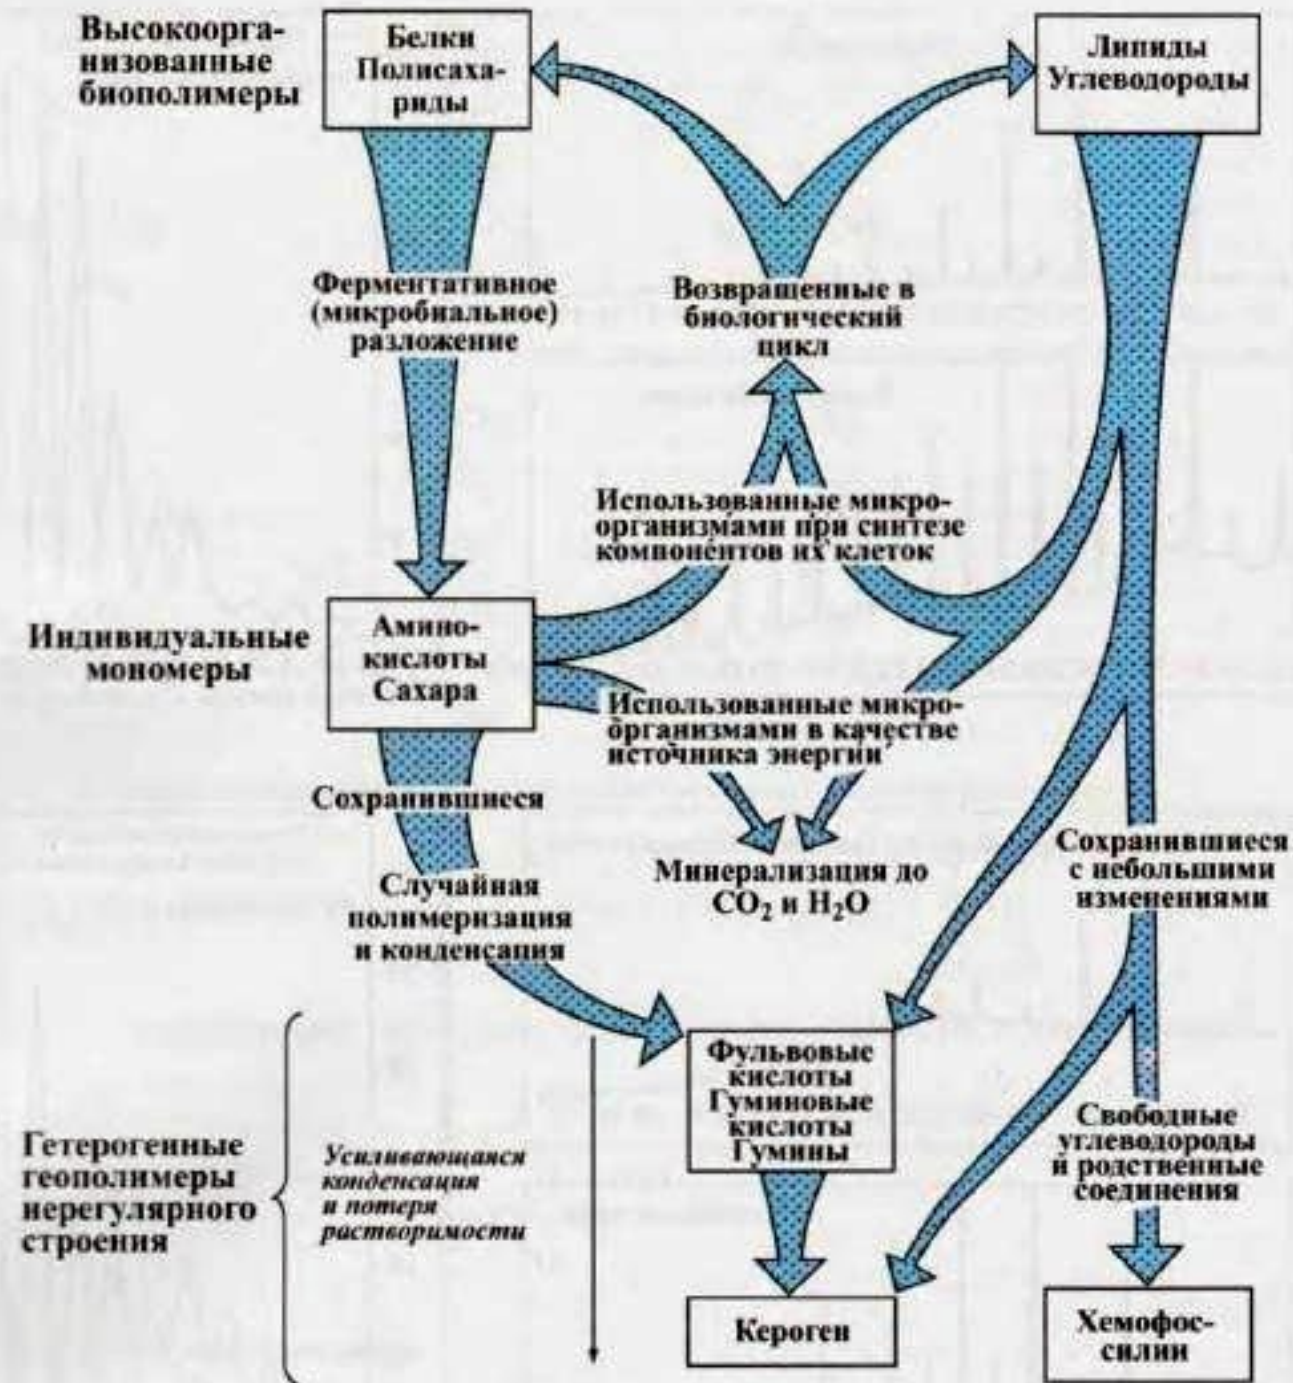 Высокоорга-
низованные
биополимеры
Белки
Полисаха-
риды
Липиды
Углеводороды
Ферментативное
(микробиальное)
разложение
Возвращенные в
биологический
цикл
Использованные микро-
организмами при синтезе
компонентов их клеток
Индивидуальные
мономеры
Амино-
кислоты
Сахара
Использованные микро-
организмами в качестве
источника энергии
Сохранившиеся
Случайная
полимеризация
и конденсапия
Минерализация до
CO₂ и H₂O
Сохранившиеся
с небольшими
изменениями
Гетерогенные
геополимеры
нерегулярного
строения
Усиливающаяся
конденсация
и потеря
растворимости
Фульвовые
кислоты
Гуминовые
кислоты
Гумины
Свободные
углеводороды
и родственные
соединения
Кероген
Хемофос-
силии